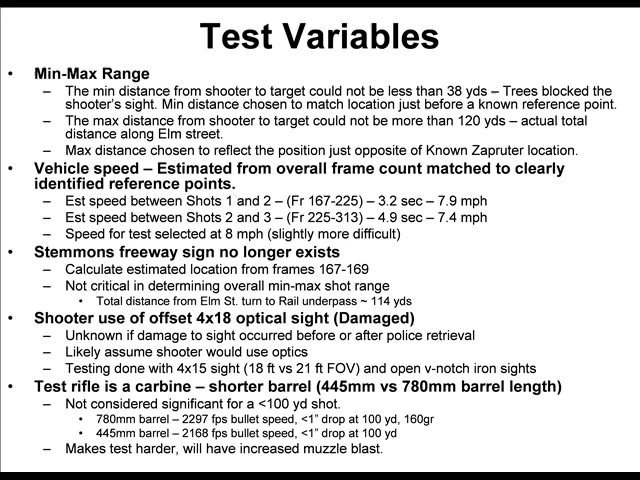 Test Variables
• Min-Max Range
– The min distance from shooter to target could not be less than 38 yds – Trees blocked the
shooter's sight. Min distance chosen to match location just before a known reference point.
– The max distance from shooter to target could not be more than 120 yds – actual total
distance along Elm street.
– Max distance chosen to reflect the position just opposite of Known Zapruter location.
• Vehicle speed – Estimated from overall frame count matched to clearly
identified reference points.
– Est speed between Shots 1 and 2 – (Fr 167-225) – 3.2 sec – 7.9 mph
– Est speed between Shots 2 and 3 – (Fr 225-313) – 4.9 sec – 7.4 mph
– Speed for test selected at 8 mph (slightly more difficult)
• Stemmons freeway sign no longer exists
– Calculate estimated location from frames 167-169
– Not critical in determining overall min-max shot range
• Total distance from Elm St. turn to Rail underpass ~ 114 yds
• Shooter use of offset 4x18 optical sight (Damaged)
– Unknown if damage to sight occurred before or after police retrieval
– Likely assume shooter would use optics
– Testing done with 4x15 sight (18 ft vs 21 ft FOV) and open v-notch iron sights
• Test rifle is a carbine – shorter barrel (445mm vs 780mm barrel length)
– Not considered significant for a <100 yd shot.
• 780mm barrel – 2297 fps bullet speed, <1" drop at 100 yd, 160gr
• 445mm barrel – 2168 fps bullet speed, <1" drop at 100 yd
– Makes test harder, will have increased muzzle blast.